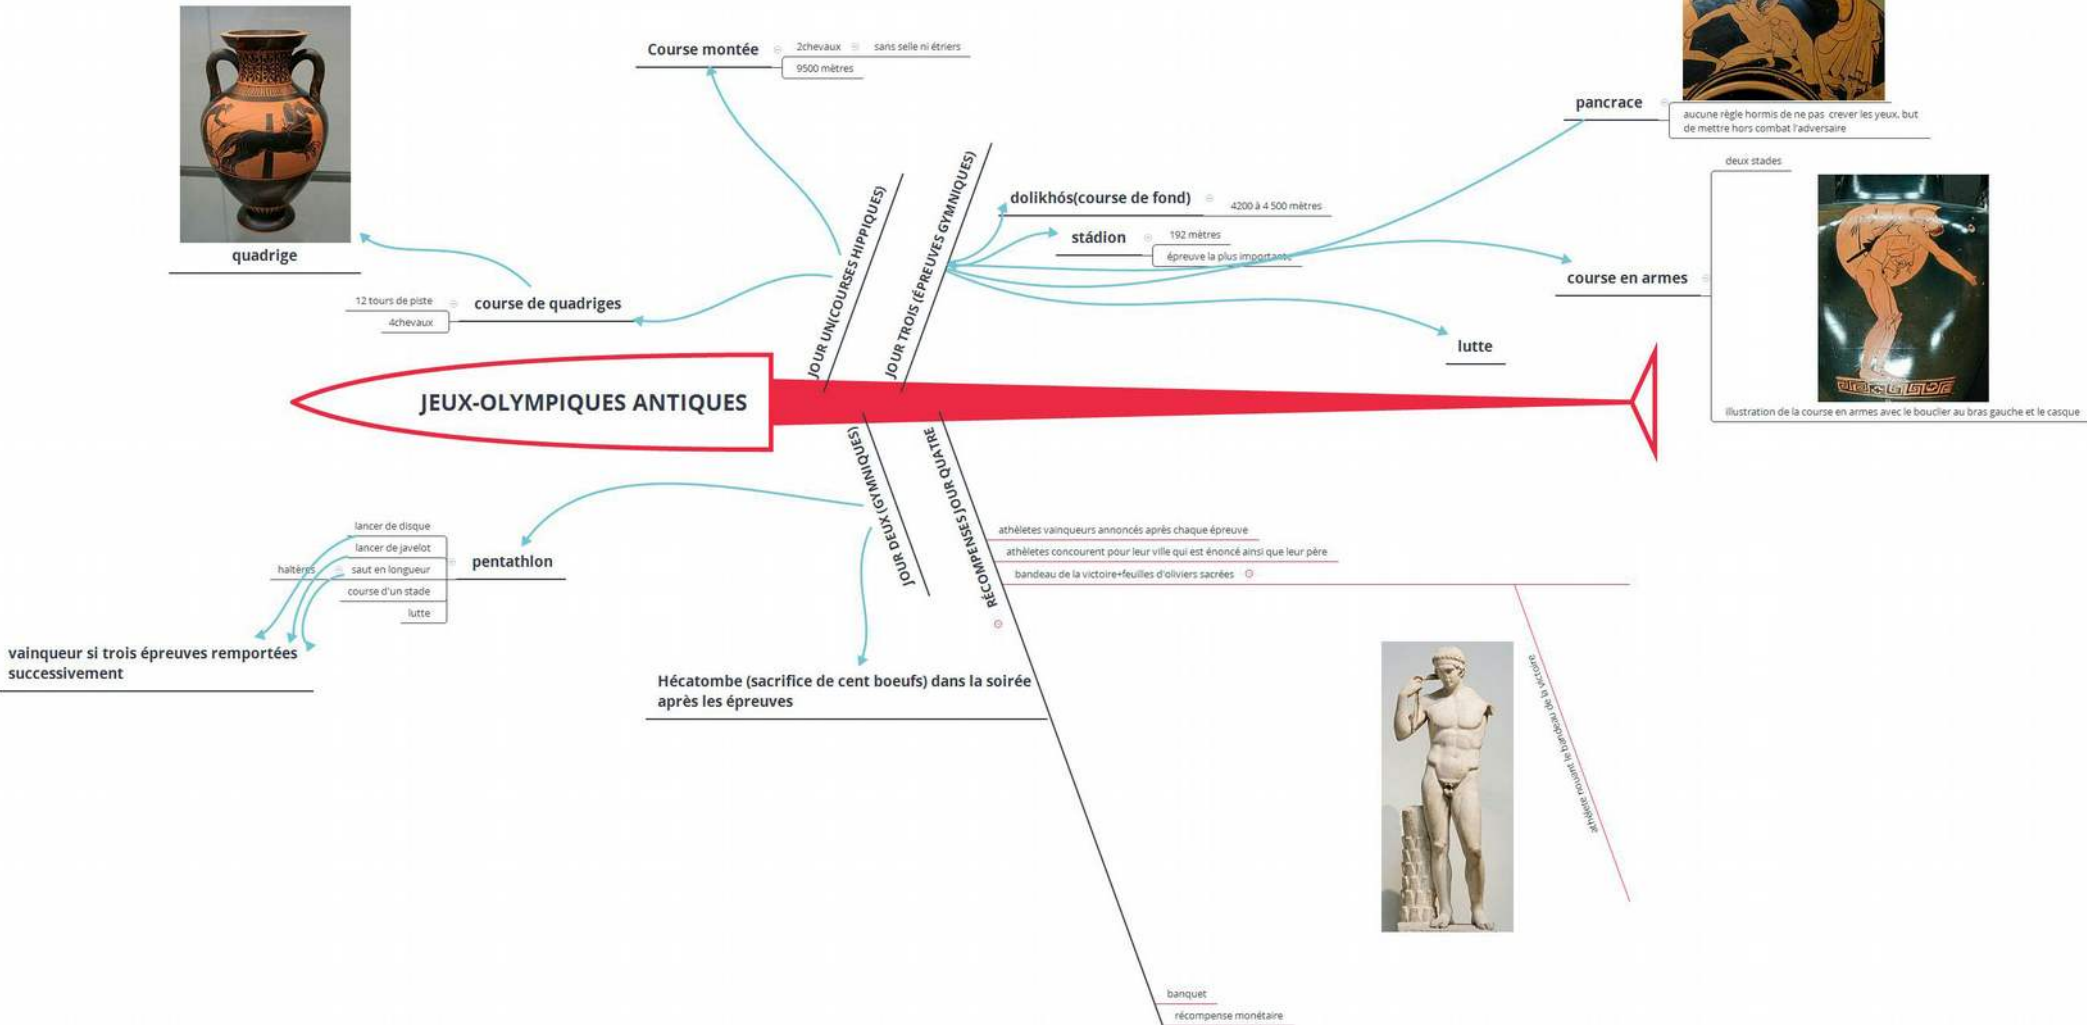 Course montée
2chevaux
sans selle ni étriers
9500 mètres
pancrace
aucune règle hormis de ne pas crever les yeux, but
de mettre hors combat l'adversaire
deux stades
dolikhós(course de fond)
4200 à 4 500 mètres
stádion
192 mètres
épreuve la plus importante
course en armes
illustration de la course en armes avec le bouclier au bras gauche et le casque
lutte
quadrige
12 tours de piste
4chevaux
course de quadriges
JOUR UN(COURSES HIPPIQUES)
JOUR TROIS (ÉPREUVES GYMNIQUES)
JEUX-OLYMPIQUES ANTIQUES
JOUR DEUX (GYMNIQUES)
RÉCOMPENSES JOUR QUATRE
lancer de disque
lancer de javelot
haltères
saut en longueur
course d'un stade
lutte
pentathlon
vainqueur si trois épreuves remportées
successivement
Hécatombe (sacrifice de cent boeufs) dans la soirée
après les épreuves
athéletes vainqueurs annoncés après chaque épreuve
athèletes concourent pour leur ville qui est énoncé ainsi que leur père
bandeau de la victoire+feuilles d'oliviers sacrées
athélete nouant le bandeau de la victoire
banquet
récompense monétaire